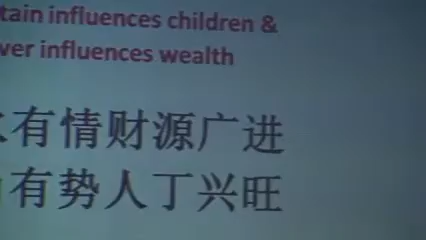 tain influences children &
ver influences wealth
有情财源广进
有势人丁兴旺